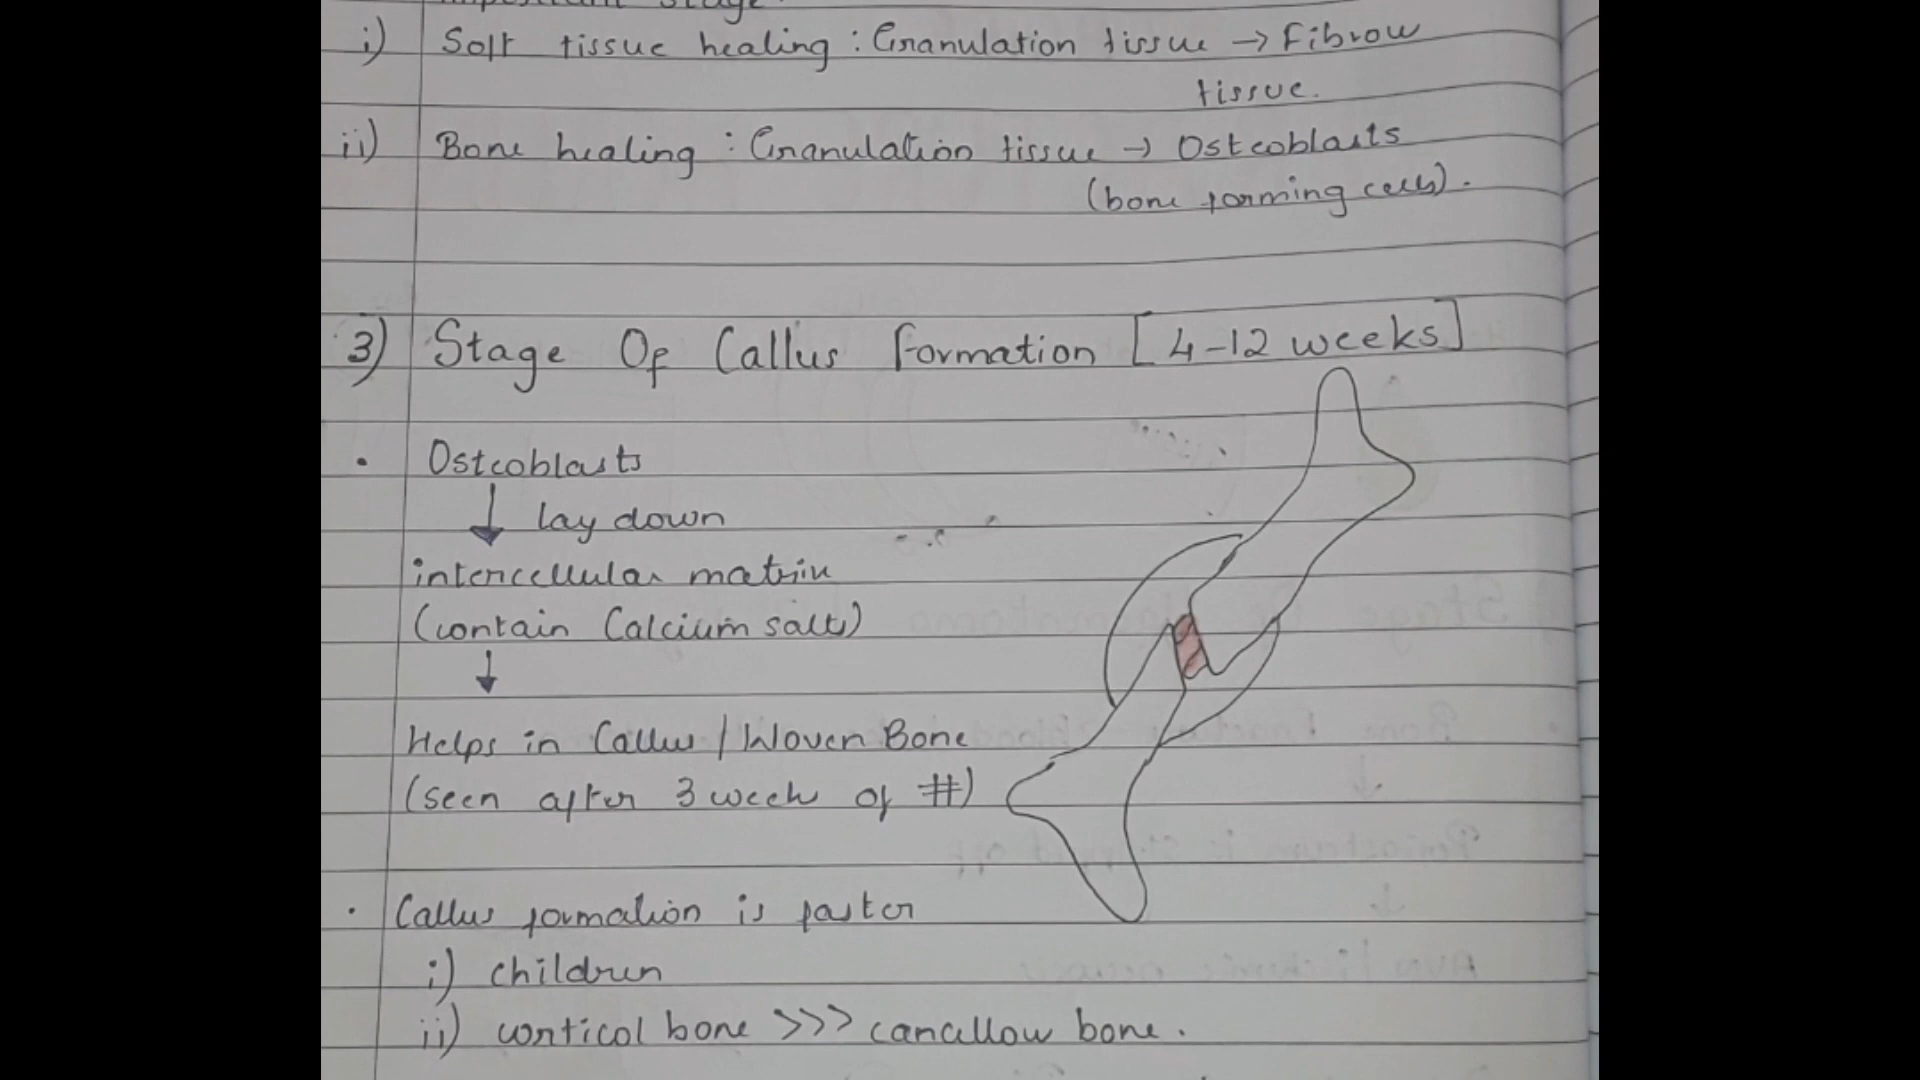 important stage.
i) Soft tissue healing : Granulation tissue → Fibrous
tissue.
ii) Bone healing : Granulation tissue → Osteoblasts
(bone forming cells).
3) Stage Of Callus Formation [4-12 weeks]
• Osteoblasts
↓ lay down
intercellular matrix
(contain Calcium salts)
↓
Helps in Callus / Woven Bone
(seen after 3 week of #)
• Callus formation is faster
i) children
ii) cortical bone >>> cancellous bone.